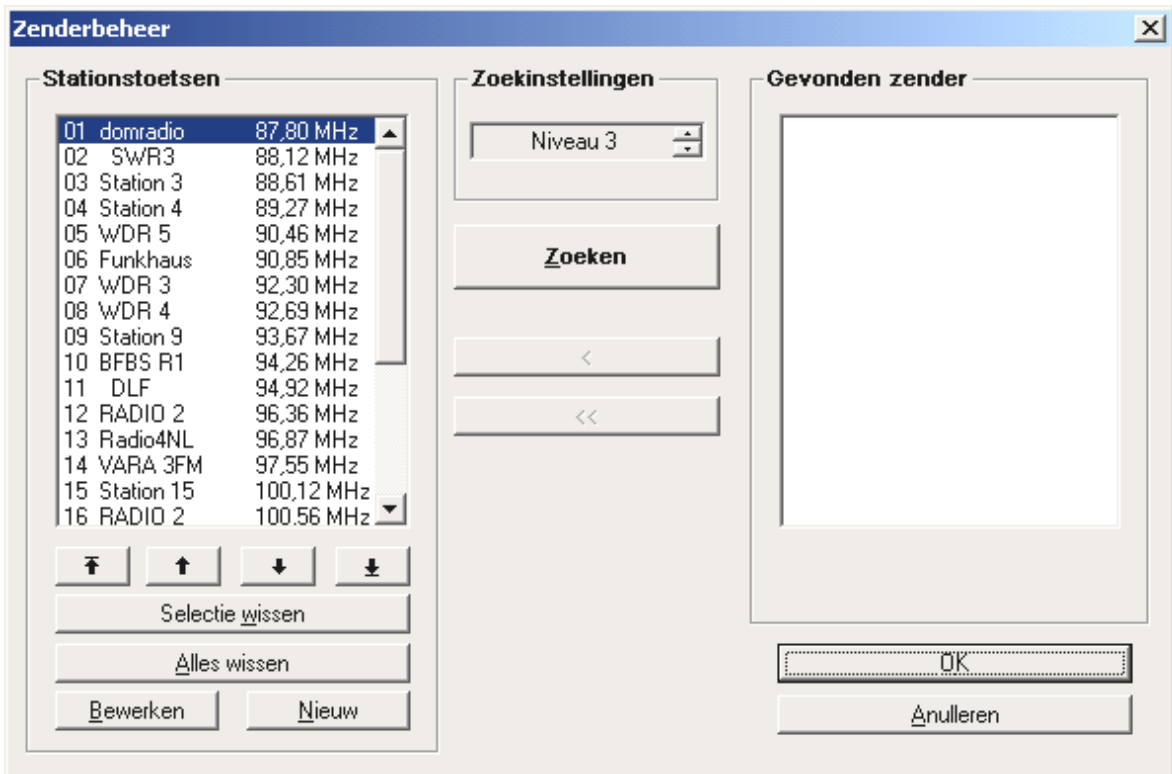 Zenderbeheer
Stationstoetsen
01 domradio 87,80 MHz
02 SWR3 88,12 MHz
03 Station 3 88,61 MHz
04 Station 4 89,27 MHz
05 WDR 5 90,46 MHz
06 Funkhaus 90,85 MHz
07 WDR 3 92,30 MHz
08 WDR 4 92,69 MHz
09 Station 9 93,67 MHz
10 BFBS R1 94,26 MHz
11 DLF 94,92 MHz
12 RADIO 2 96,36 MHz
13 Radio4NL 96,87 MHz
14 VARA 3FM 97,55 MHz
15 Station 15 100,12 MHz
16 RADIO 2 100,56 MHz
Selectie wissen
Alles wissen
Bewerken Nieuw
Zoekinstellingen
Niveau 3
Zoeken
<
<<
Gevonden zender
OK
Anulleren